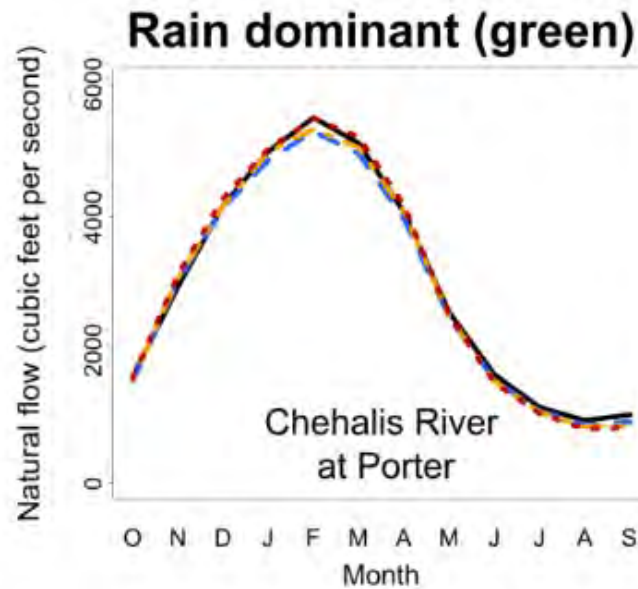 Rain dominant (green)
Natural flow (cubic feet per second)
6000
4000
2000
0
Chehalis River
at Porter
O N D J F M A M J J A S
Month